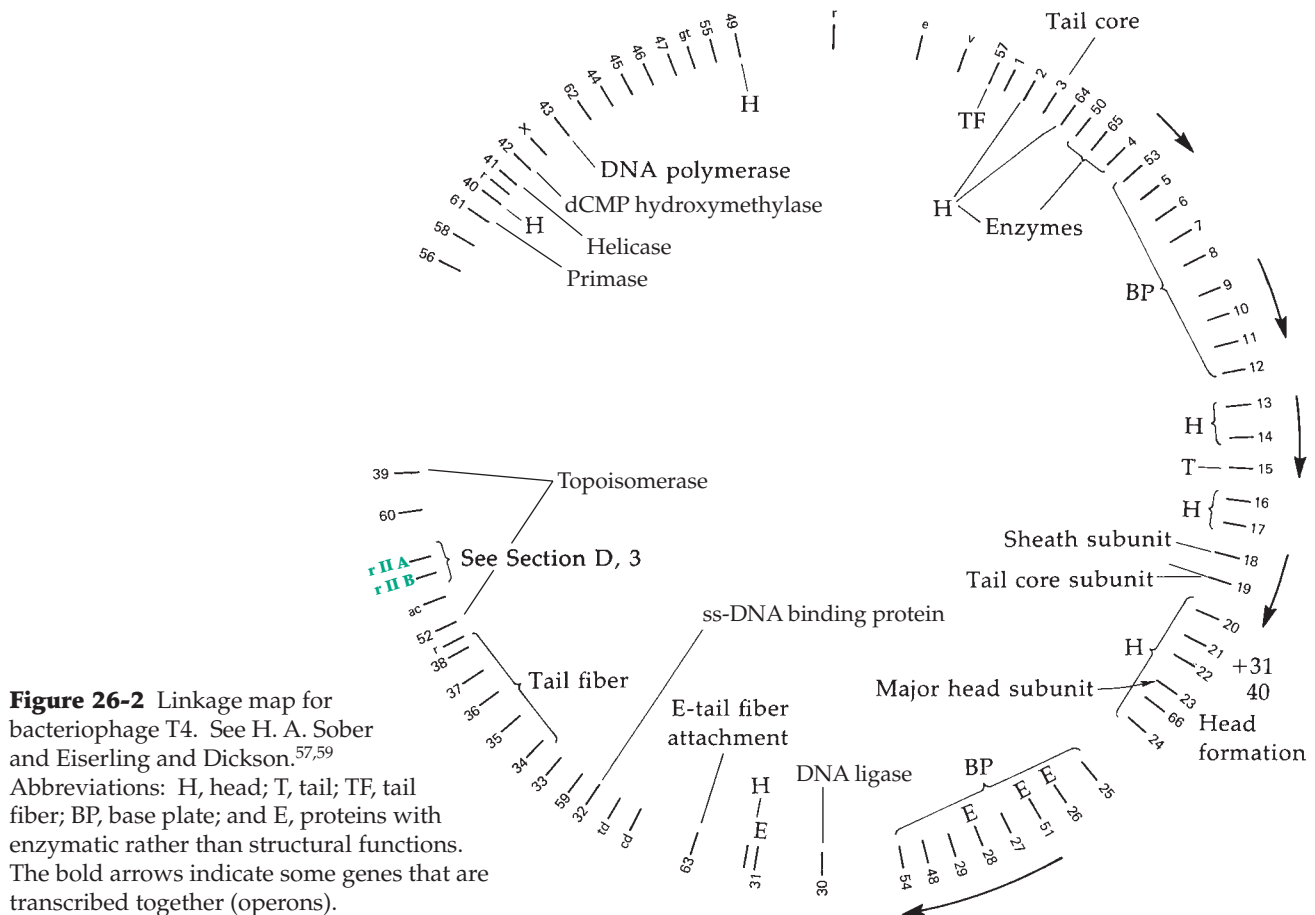 r
e
v
57
1
2
3
64
50
65
4
53
5
6
7
8
9
10
11
12
13
14
15
16
17
18
19
20
21
22
23
66
24
25
26
51
27
28
29
48
54
30
31
63
cd
td
32
59
33
34
35
36
37
38
r
52
ac
r II B
r II A
60
39
56
58
61
40
r
41
42
X
43
62
44
45
46
47
gt
55
49
Tail core
H
TF
DNA polymerase
dCMP hydroxymethylase
H
Helicase
Primase
H
Enzymes
BP
H
T
H
Sheath subunit
Tail core subunit
H
+31
40
Major head subunit
Head
formation
Topoisomerase
See Section D, 3
ss-DNA binding protein
Tail fiber
E-tail fiber
attachment
H
E
DNA ligase
BP
E
E
E
Figure 26-2 Linkage map for
bacteriophage T4. See H. A. Sober
and Eiserling and Dickson.57,59
Abbreviations: H, head; T, tail; TF, tail
fiber; BP, base plate; and E, proteins with
enzymatic rather than structural functions.
The bold arrows indicate some genes that are
transcribed together (operons).